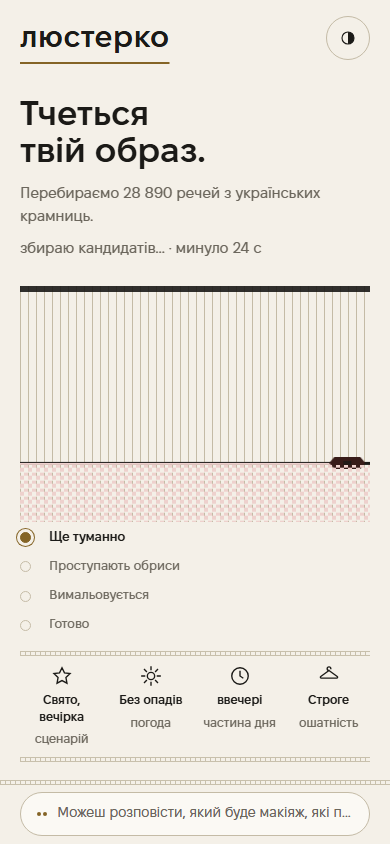 люстерко
Тчеться
твій образ.
Перебираємо 28 890 речей з українських
крамниць.
збираю кандидатів... · минуло 24 с
Ще туманно
Проступають обриси
Вимальовується
Готово
Свято,
вечірка
сценарій
Без опадів
погода
ввечері
частина дня
Строге
ошатність
Можеш розповісти, який буде макіяж, які п...